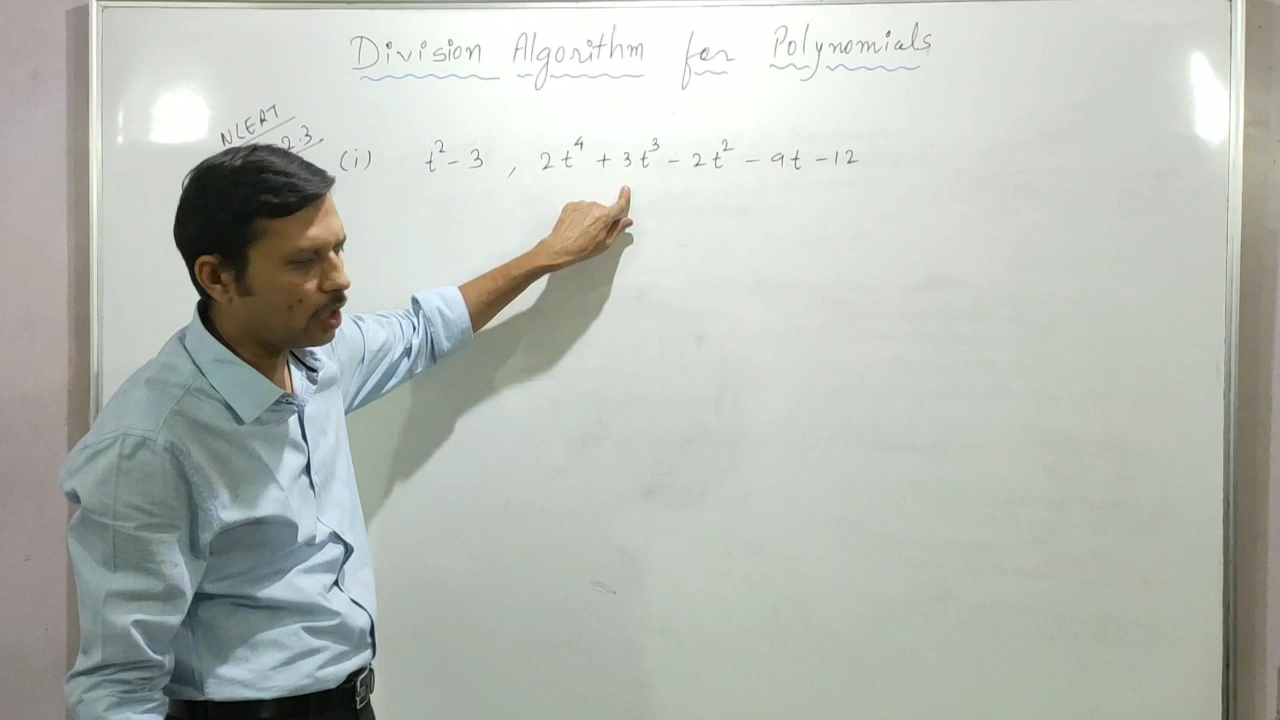 Division Algorithm for Polynomials
NCERT
2.3
(i) t² - 3 , 2t⁴ + 3t³ - 2t² - 9t - 12